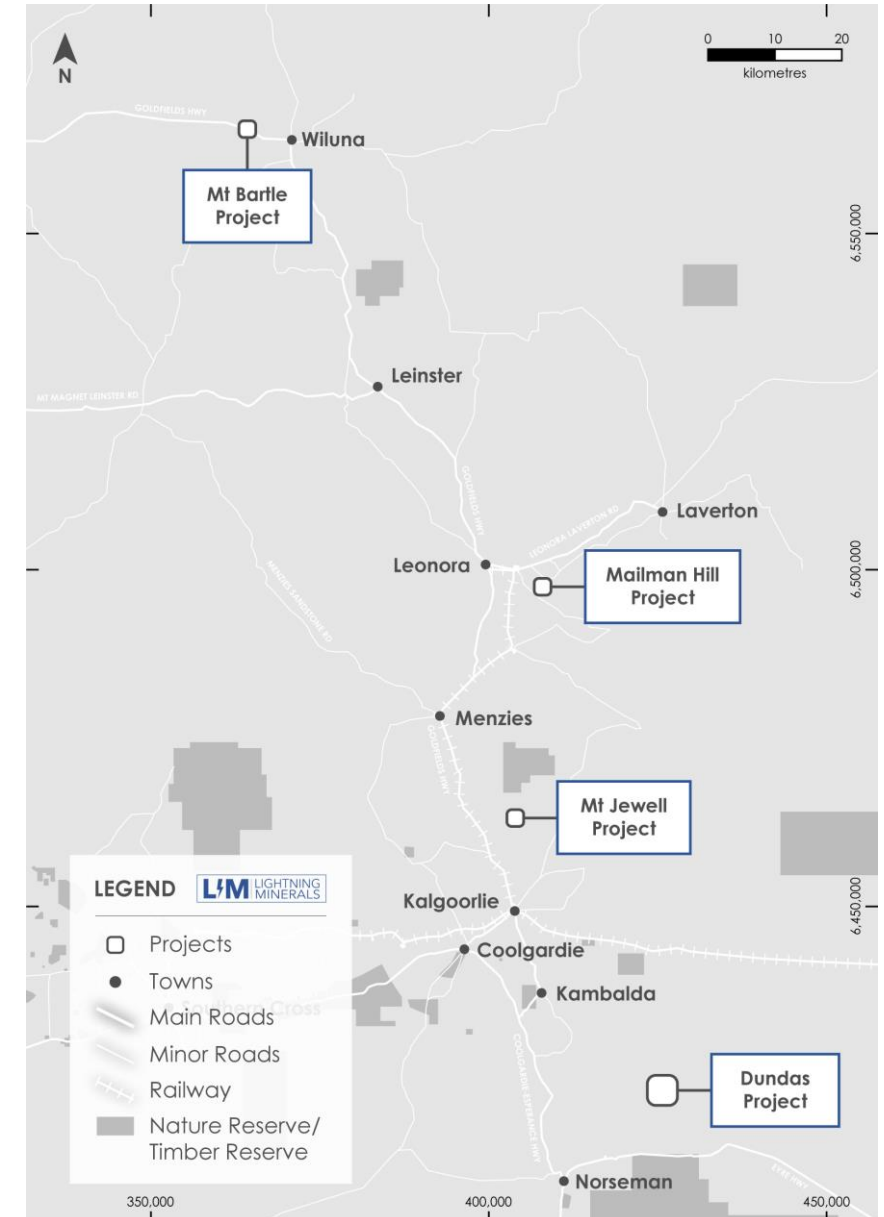 0 10 20
kilometres
N
GOLDFIELDS HWY
Wiluna
Mt Bartle
Project
6,550,000
Leinster
MT MAGNET LEINSTER RD
GOLDFIELDS HWY
LEONORA LAVERTON RD
Laverton
Leonora
6,500,000
Mailman Hill
Project
MENZIES SANDSTONE RD
Menzies
GOLDFIELDS HWY
Mt Jewell
Project
Kalgoorlie
6,450,000
Coolgardie
Kambalda
COOLGARDIE ESPERANCE HWY
Dundas
Project
Norseman
EYRE HWY
LEGEND
LM LIGHTNING
MINERALS
Projects
Towns
Southern Cross
Main Roads
Minor Roads
Railway
Nature Reserve/
Timber Reserve
350,000 400,000 450,000